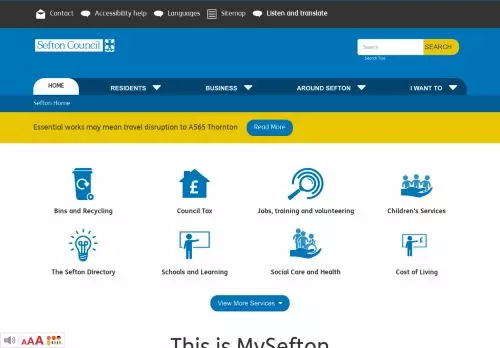 Contact Accessibility help Languages Sitemap Listen and translate
Sefton Council
Search SEARCH
Search Tips
HOME RESIDENTS BUSINESS AROUND SEFTON I WANT TO
Sefton Home
Essential works may mean travel disruption to A565 Thornton Read More
Bins and Recycling Council Tax Jobs, training and volunteering Children's Services
The Sefton Directory Schools and Learning Social Care and Health Cost of Living
View More Services
This is MySefton
AAA